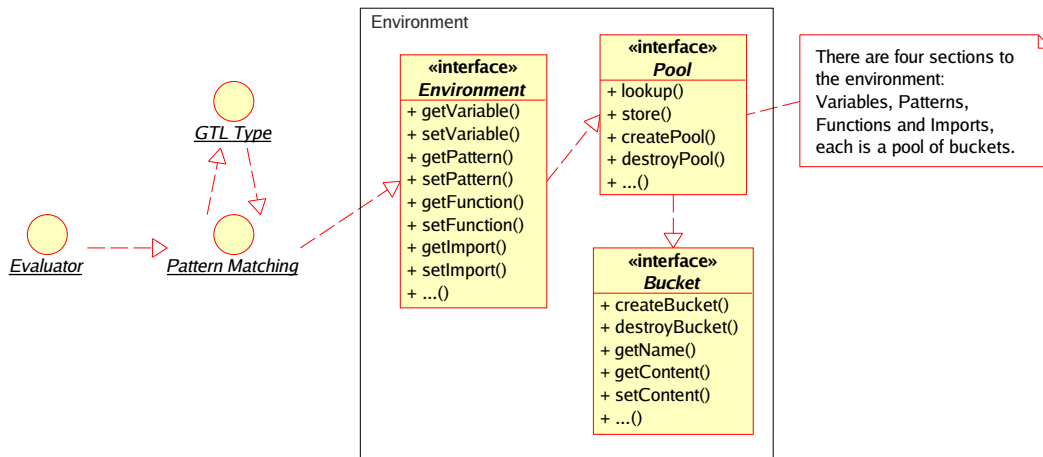 Environment
«interface»
Environment
+ getVariable()
+ setVariable()
+ getPattern()
+ setPattern()
+ getFunction()
+ setFunction()
+ getImport()
+ setImport()
+ ...()
«interface»
Pool
+ lookup()
+ store()
+ createPool()
+ destroyPool()
+ ...()
There are four sections to
the environment:
Variables, Patterns,
Functions and Imports,
each is a pool of buckets.
GTL Type
Evaluator
Pattern Matching
«interface»
Bucket
+ createBucket()
+ destroyBucket()
+ getName()
+ getContent()
+ setContent()
+ ...()